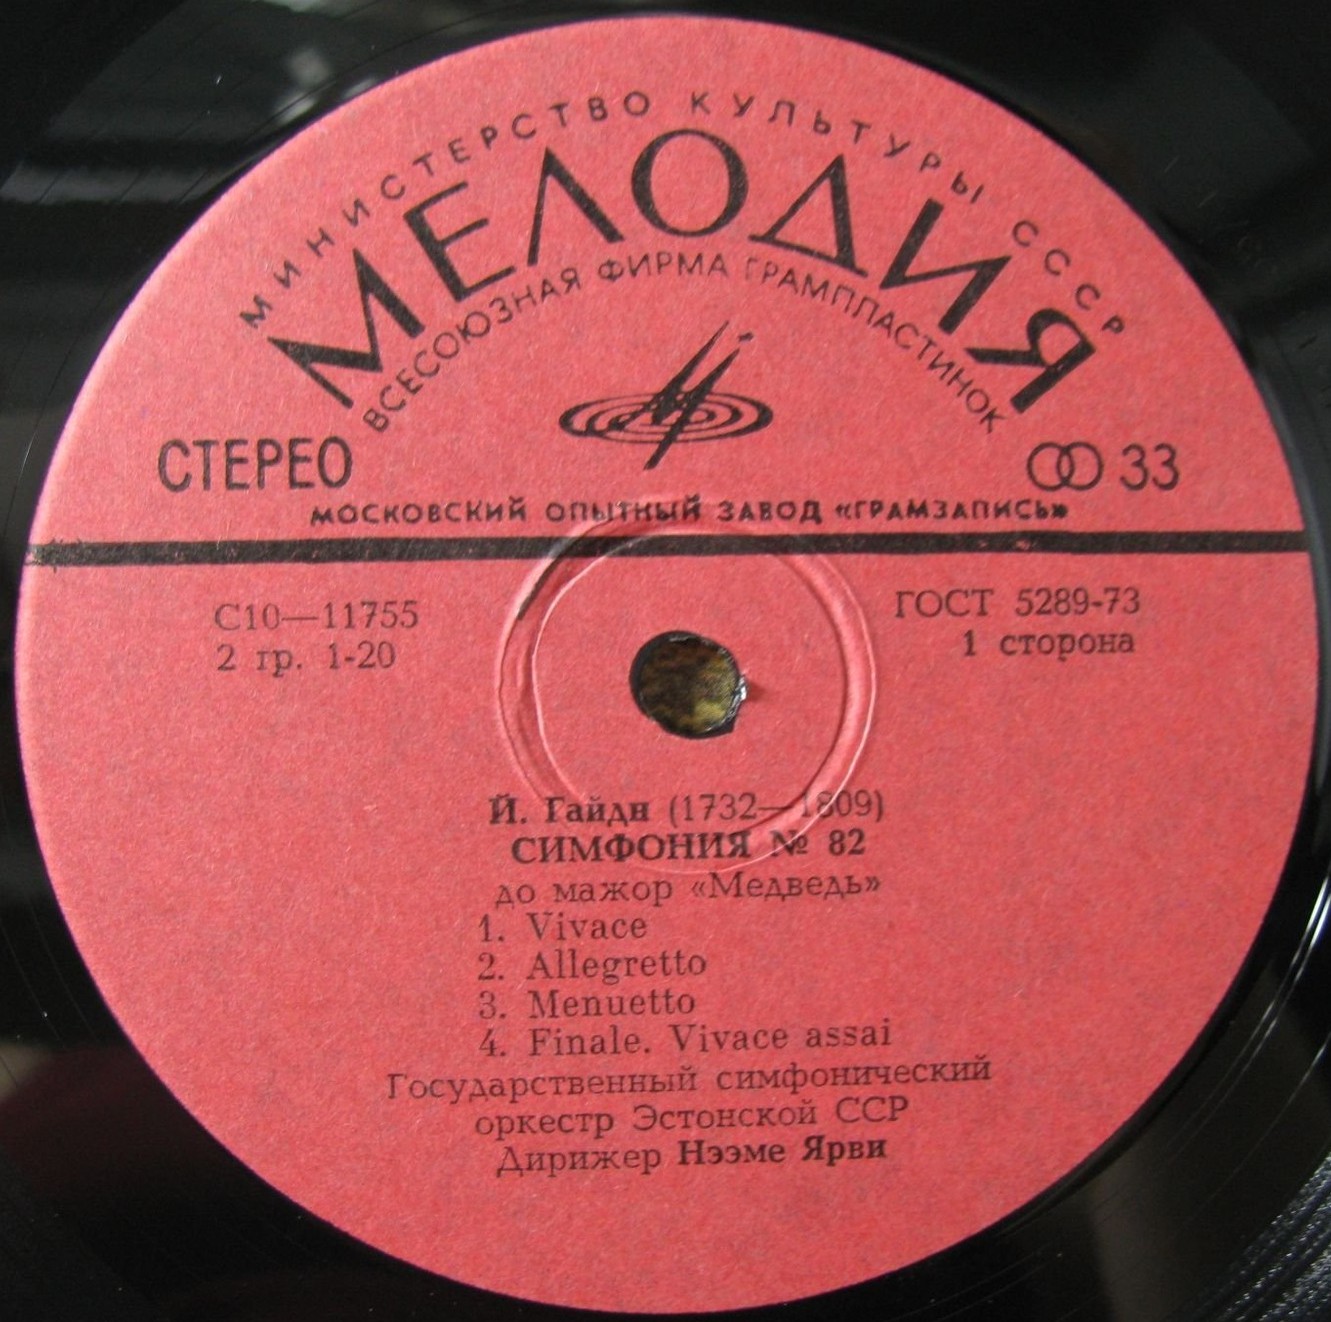 МИНИСТЕРСТВО КУЛЬТУРЫ СССР
МЕЛОДИЯ
ВСЕСОЮЗНАЯ ФИРМА ГРАМПЛАСТИНОК
СТЕРЕО
33
МОСКОВСКИЙ ОПЫТНЫЙ ЗАВОД «ГРАМЗАПИСЬ»
С10—11755
ГОСТ 5289-73
2 гр. 1-20
1 сторона
Й. Гайдн (1732—1809)
СИМФОНИЯ № 82
до мажор «Медведь»
1. Vivace
2. Allegretto
3. Menuetto
4. Finale. Vivace assai
Государственный симфонический
оркестр Эстонской ССР
Дирижер Нээме Ярви